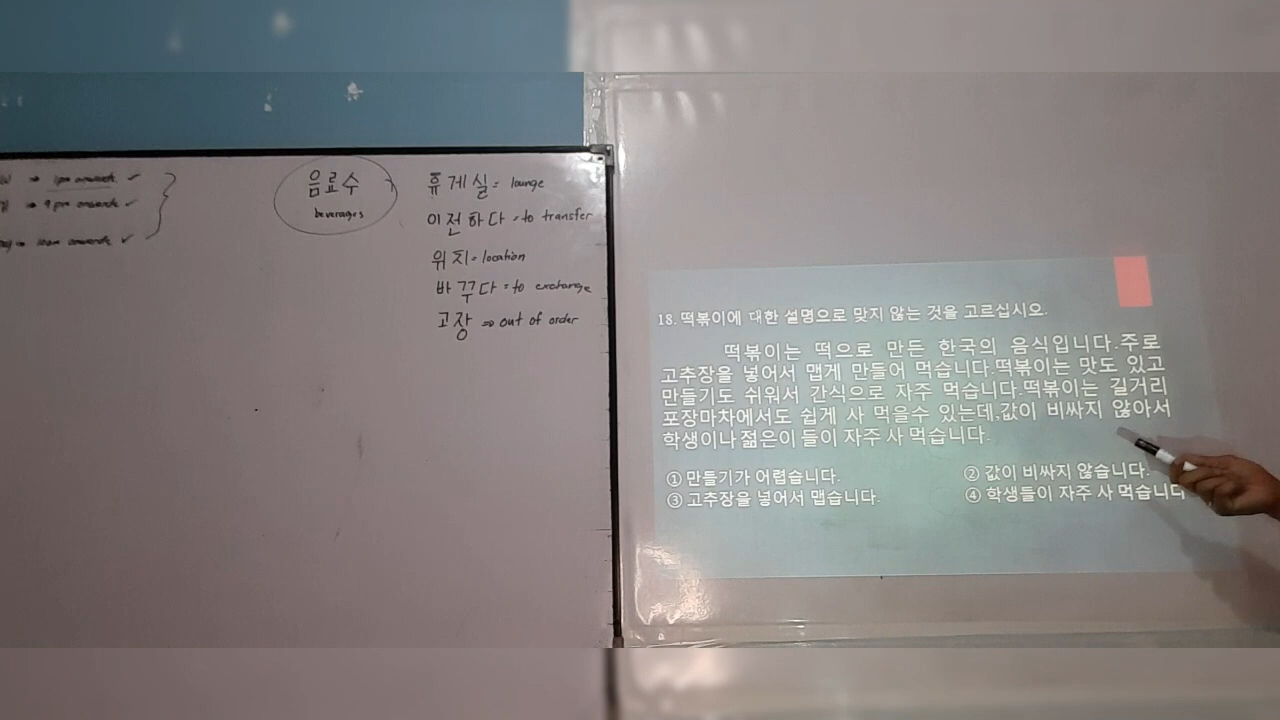 1pm onwards ✓
⇒ 9pm onwards ✓
⇒ 10am onwards ✓
음료수
beverages
휴게실 = lounge
이전하다 = to transfer
위치 = location
바꾸다 = to exchange
고장 ⇒ out of order
18. 떡볶이에 대한 설명으로 맞지 않는 것을 고르십시오.
떡볶이는 떡으로 만든 한국의 음식입니다.주로
고추장을 넣어서 맵게 만들어 먹습니다.떡볶이는 맛도 있고
만들기도 쉬워서 간식으로 자주 먹습니다.떡볶이는 길거리
포장마차에서도 쉽게 사 먹을수 있는데,값이 비싸지 않아서
학생이나 젊은이 들이 자주 사 먹습니다.
① 만들기가 어렵습니다. ② 값이 비싸지 않습니다.
③ 고추장을 넣어서 맵습니다. ④ 학생들이 자주 사 먹습니다